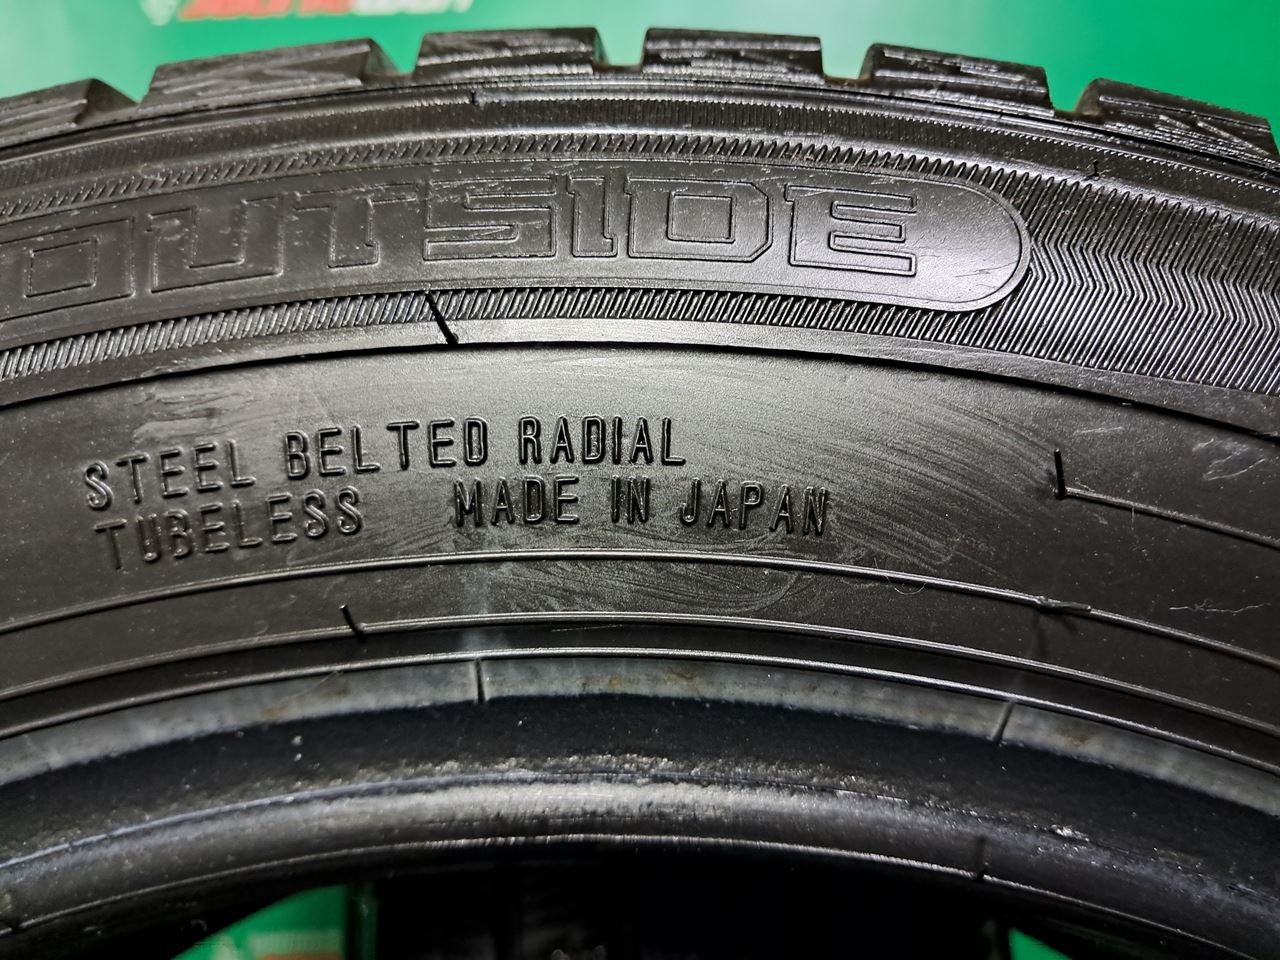 OUTSIDE
STEEL BELTED RADIAL
TUBELESS MADE IN JAPAN